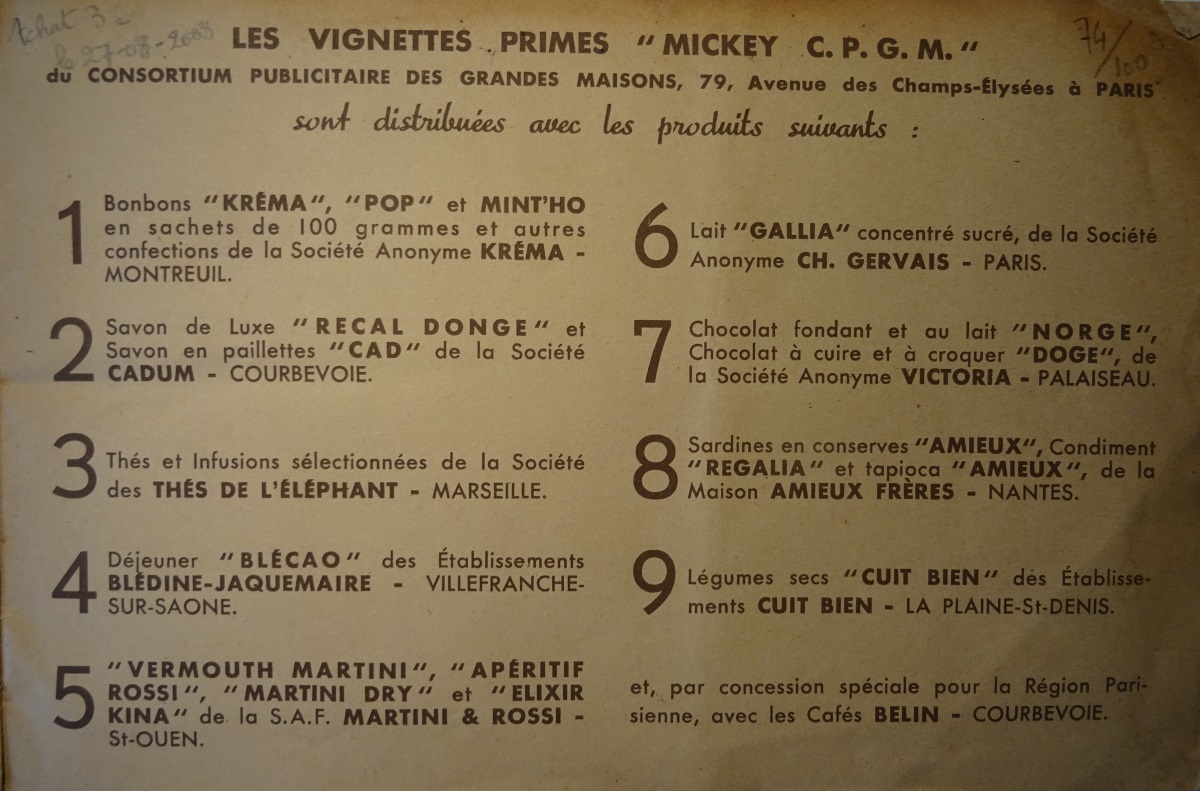 Achat 3€
le 27-08-2008
74/100
LES VIGNETTES PRIMES "MICKEY C.P.G.M."
du CONSORTIUM PUBLICITAIRE DES GRANDES MAISONS, 79, Avenue des Champs-Élysées à PARIS
sont distribuées avec les produits suivants :
1
Bonbons "KRÉMA", "POP" et MINT'HO
en sachets de 100 grammes et autres
confections de la Société Anonyme KRÉMA -
MONTREUIL.
2
Savon de Luxe "RECAL DONGE" et
Savon en paillettes "CAD" de la Société
CADUM - COURBEVOIE.
3
Thés et Infusions sélectionnées de la Société
des THÉS DE L'ÉLÉPHANT - MARSEILLE.
4
Déjeuner "BLÉCAO" des Établissements
BLÉDINE-JAQUEMAIRE - VILLEFRANCHE-
SUR-SAONE.
5
"VERMOUTH MARTINI", "APÉRITIF
ROSSI", "MARTINI DRY" et "ELIXIR
KINA" de la S.A.F. MARTINI & ROSSI -
St-OUEN.
6
Lait "GALLIA" concentré sucré, de la Société
Anonyme CH. GERVAIS - PARIS.
7
Chocolat fondant et au lait "NORGE",
Chocolat à cuire et à croquer "DOGE", de
la Société Anonyme VICTORIA - PALAISEAU.
8
Sardines en conserves "AMIEUX", Condiment
"REGALIA" et tapioca "AMIEUX", de la
Maison AMIEUX FRÈRES - NANTES.
9
Légumes secs "CUIT BIEN" des Établisse-
ments CUIT BIEN - LA PLAINE-St-DENIS.
et, par concession spéciale pour la Région Pari-
sienne, avec les Cafés BELIN - COURBEVOIE.